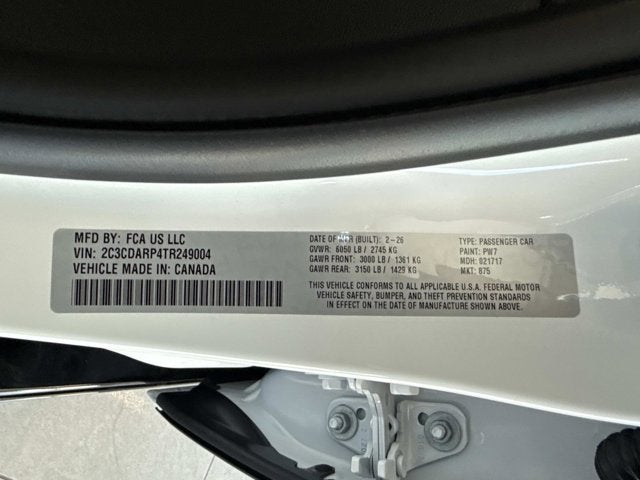 MFD BY: FCA US LLC
VIN: 2C3CDARP4TR249004
VEHICLE MADE IN: CANADA
DATE OF MFR (BUILT): 2-26
GVWR: 6050 LB / 2745 KG
GAWR FRONT: 3000 LB / 1361 KG
GAWR REAR: 3150 LB / 1429 KG
TYPE: PASSENGER CAR
PAINT: PW7
MDH: 021717
MKT: 875
THIS VEHICLE CONFORMS TO ALL APPLICABLE U.S.A. FEDERAL MOTOR
VEHICLE SAFETY, BUMPER, AND THEFT PREVENTION STANDARDS
IN EFFECT ON THE DATE OF MANUFACTURE SHOWN ABOVE.